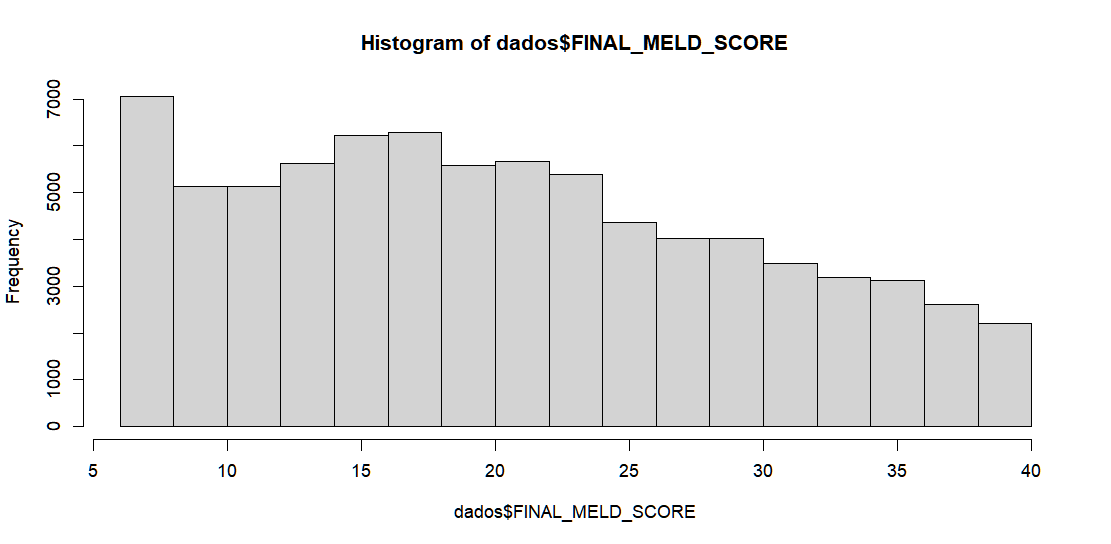 Histogram of dados$FINAL_MELD_SCORE
7000
5000
3000
1000
0
Frequency
5 10 15 20 25 30 35 40
dados$FINAL_MELD_SCORE